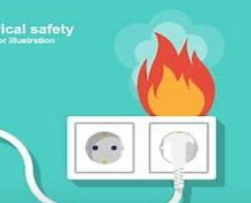 ical safety
or illustration